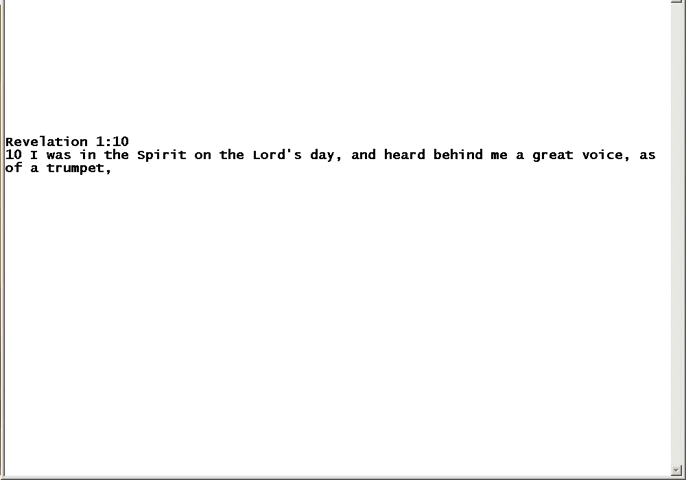 Revelation 1:10
10 I was in the Spirit on the Lord's day, and heard behind me a great voice, as
of a trumpet,